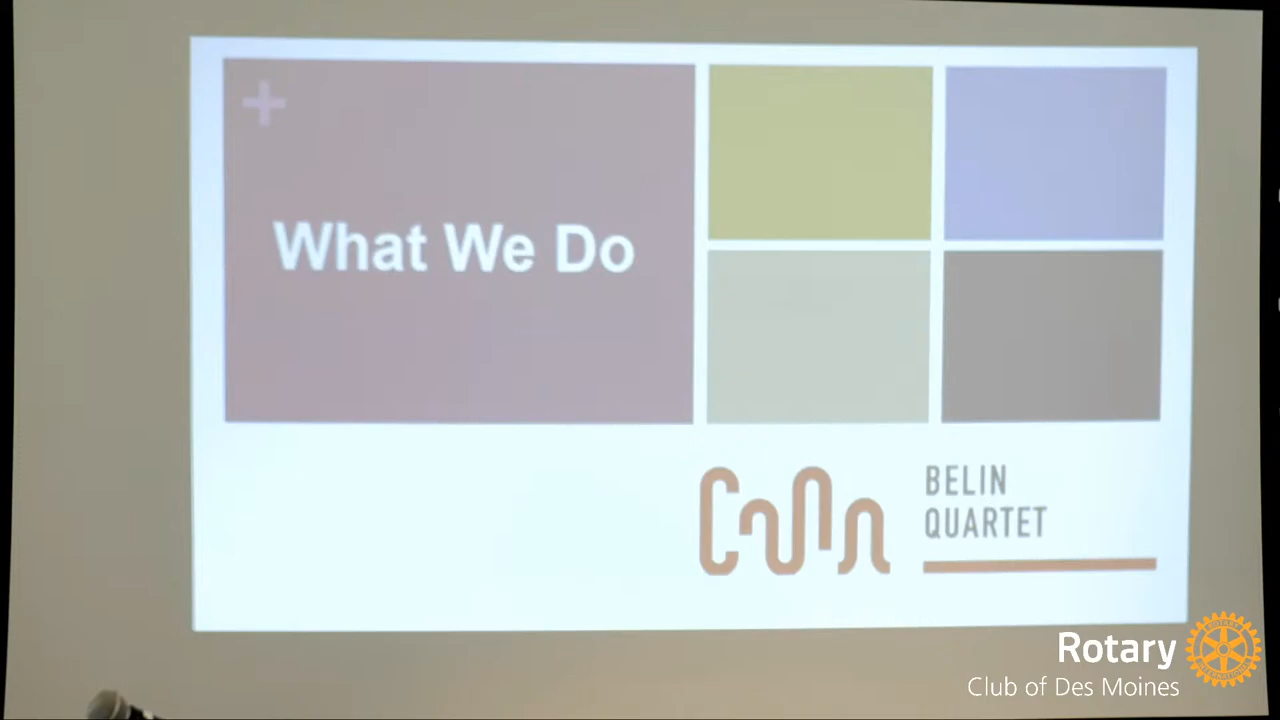 +
What We Do
BELIN
QUARTET
Rotary
Club of Des Moines